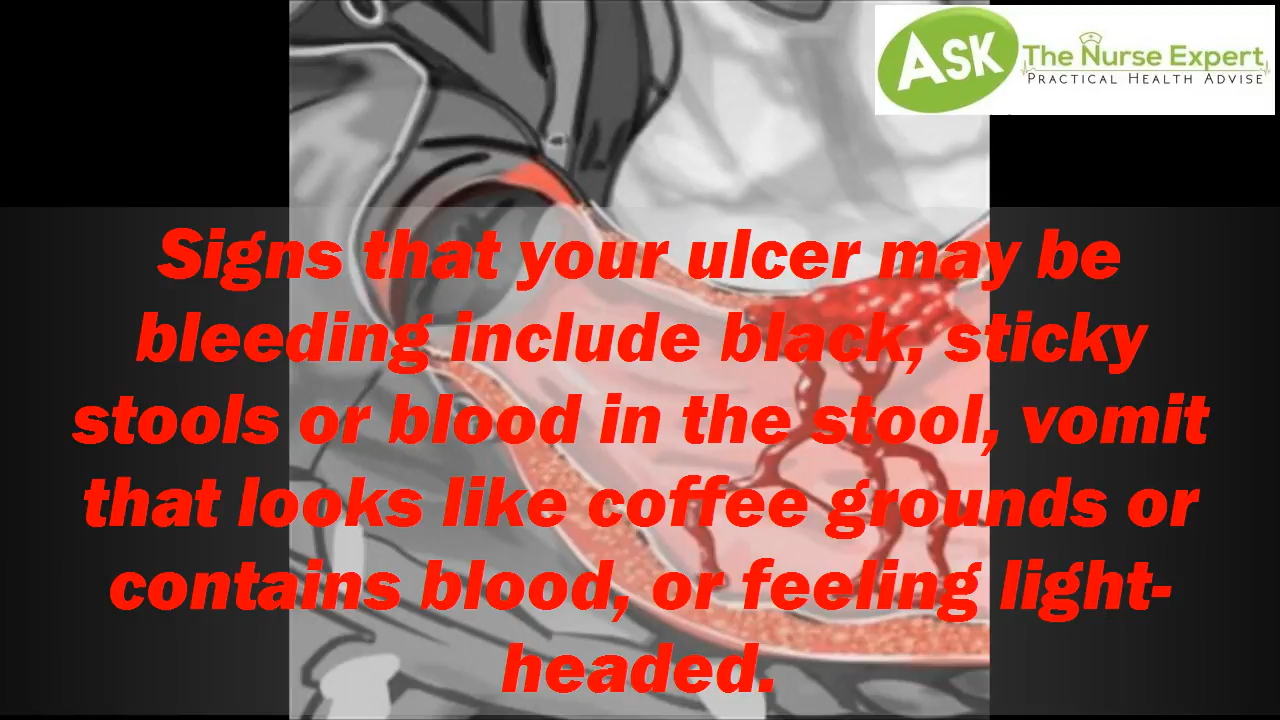 ASK The Nurse Expert
PRACTICAL HEALTH ADVISE
Signs that your ulcer may be
bleeding include black, sticky
stools or blood in the stool, vomit
that looks like coffee grounds or
contains blood, or feeling light-
headed.